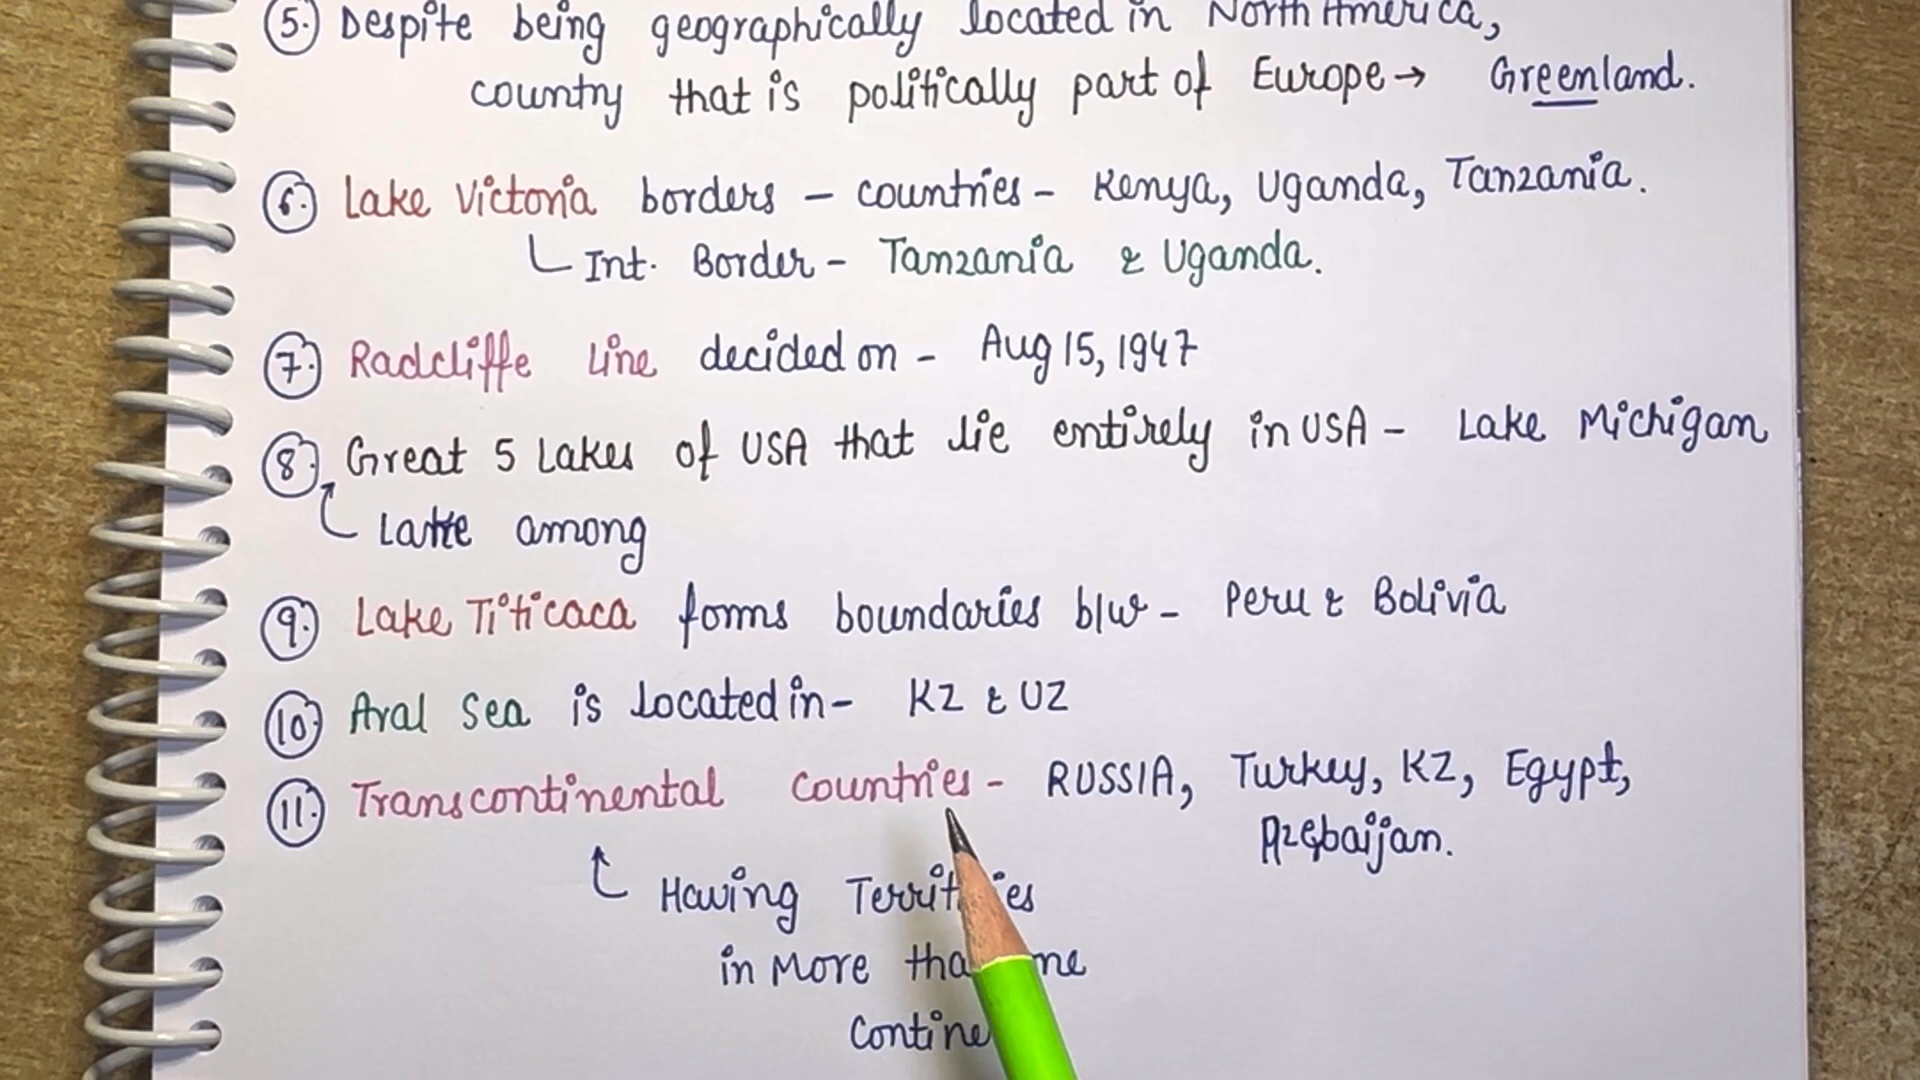 5. Despite being geographically located in North America,
country that is politically part of Europe → Greenland.
6. Lake Victoria borders - countries - Kenya, Uganda, Tanzania.
Int. Border - Tanzania & Uganda.
7. Radcliffe Line decided on - Aug 15, 1947
8. Great 5 Lakes of USA that lie entirely in USA - Lake Michigan
Lake among
9. Lake Titicaca forms boundaries b/w - Peru & Bolivia
10. Aral Sea is located in - KZ & UZ
11. Transcontinental Countries - RUSSIA, Turkey, KZ, Egypt,
Azebaijan.
Having Territories
in More than one
Contine